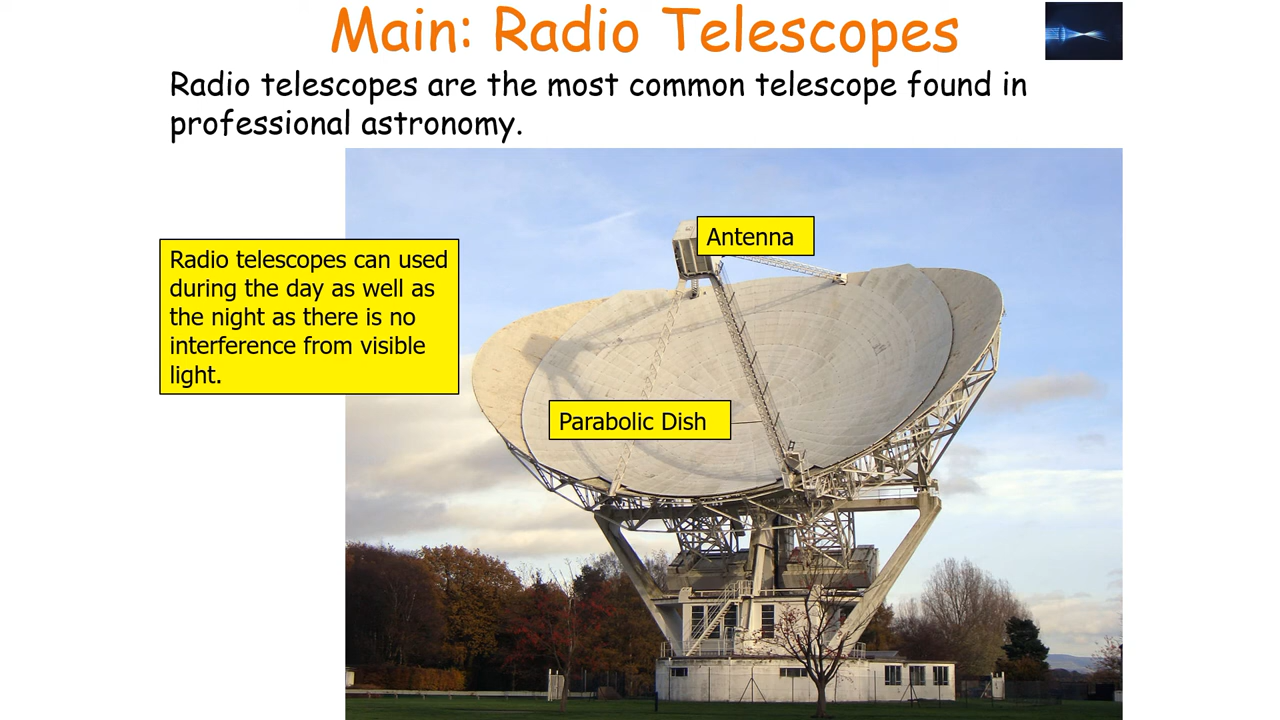 Main: Radio Telescopes
Radio telescopes are the most common telescope found in
professional astronomy.
Antenna
Radio telescopes can used
during the day as well as
the night as there is no
interference from visible
light.
Parabolic Dish